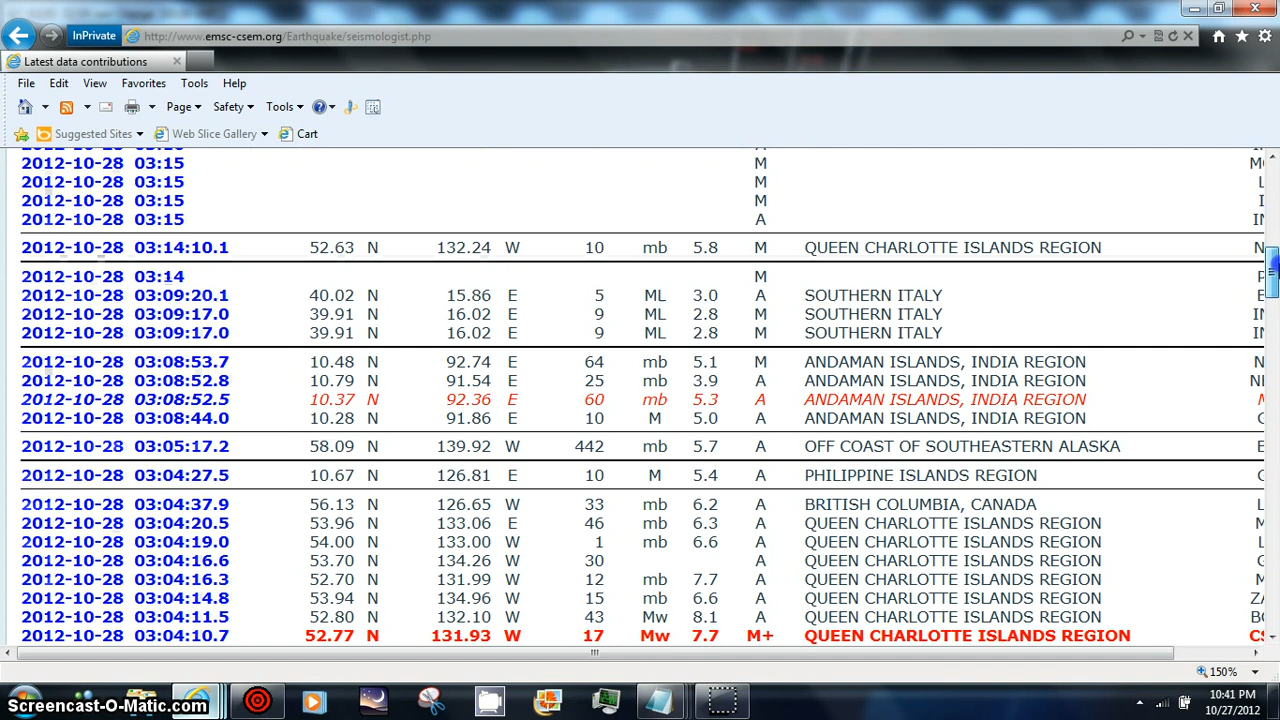 InPrivate http://www.emsc-csem.org/Earthquake/seismologist.php
Latest data contributions
File Edit View Favorites Tools Help
Page Safety Tools
Suggested Sites Web Slice Gallery Cart
2012-10-28 03:15 M
2012-10-28 03:15 M
2012-10-28 03:15 M
2012-10-28 03:15 A
2012-10-28 03:14:10.1 52.63 N 132.24 W 10 mb 5.8 M QUEEN CHARLOTTE ISLANDS REGION
2012-10-28 03:14 M
2012-10-28 03:09:20.1 40.02 N 15.86 E 5 ML 3.0 A SOUTHERN ITALY
2012-10-28 03:09:17.0 39.91 N 16.02 E 9 ML 2.8 M SOUTHERN ITALY
2012-10-28 03:09:17.0 39.91 N 16.02 E 9 ML 2.8 M SOUTHERN ITALY
2012-10-28 03:08:53.7 10.48 N 92.74 E 64 mb 5.1 M ANDAMAN ISLANDS, INDIA REGION
2012-10-28 03:08:52.8 10.79 N 91.54 E 25 mb 3.9 A ANDAMAN ISLANDS, INDIA REGION
2012-10-28 03:08:52.5 10.37 N 92.36 E 60 mb 5.3 A ANDAMAN ISLANDS, INDIA REGION
2012-10-28 03:08:44.0 10.28 N 91.86 E 10 M 5.0 A ANDAMAN ISLANDS, INDIA REGION
2012-10-28 03:05:17.2 58.09 N 139.92 W 442 mb 5.7 A OFF COAST OF SOUTHEASTERN ALASKA
2012-10-28 03:04:27.5 10.67 N 126.81 E 10 M 5.4 A PHILIPPINE ISLANDS REGION
2012-10-28 03:04:37.9 56.13 N 126.65 W 33 mb 6.2 A BRITISH COLUMBIA, CANADA
2012-10-28 03:04:20.5 53.96 N 133.06 E 46 mb 6.3 A QUEEN CHARLOTTE ISLANDS REGION
2012-10-28 03:04:19.0 54.00 N 133.00 W 1 mb 6.6 A QUEEN CHARLOTTE ISLANDS REGION
2012-10-28 03:04:16.6 53.70 N 134.26 W 30 A QUEEN CHARLOTTE ISLANDS REGION
2012-10-28 03:04:16.3 52.70 N 131.99 W 12 mb 7.7 A QUEEN CHARLOTTE ISLANDS REGION
2012-10-28 03:04:14.8 53.94 N 134.96 W 15 mb 6.6 A QUEEN CHARLOTTE ISLANDS REGION
2012-10-28 03:04:11.5 52.80 N 132.10 W 43 Mw 8.1 A QUEEN CHARLOTTE ISLANDS REGION
2012-10-28 03:04:10.7 52.77 N 131.93 W 17 Mw 7.7 M+ QUEEN CHARLOTTE ISLANDS REGION
150%
10:41 PM
Screencast-O-Matic.com 10/27/2012